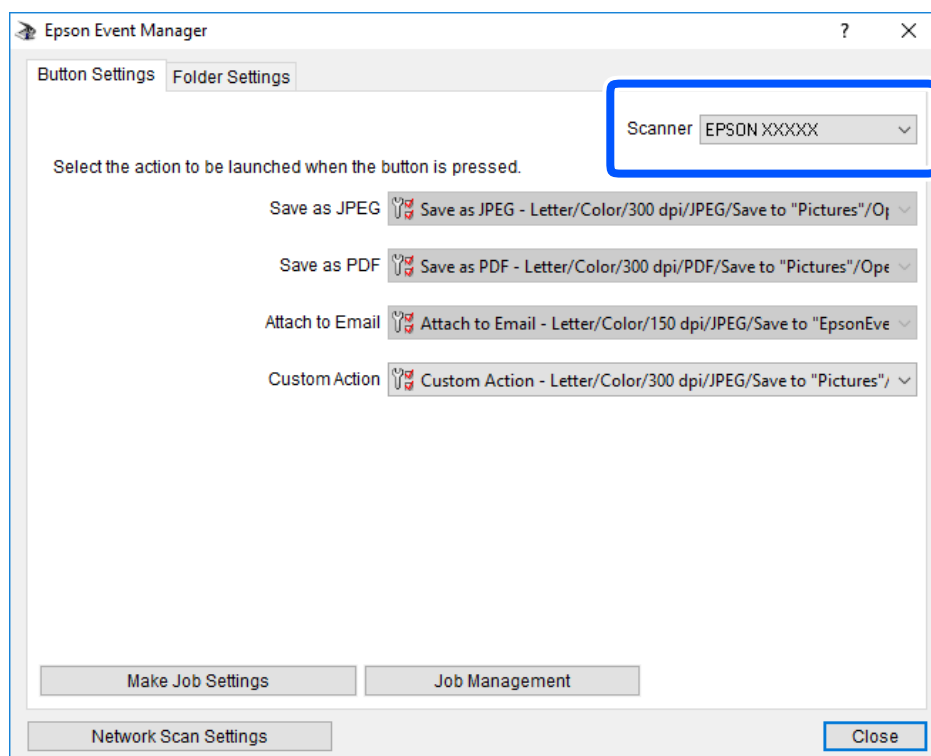 Epson Event Manager
?
Button Settings Folder Settings
Scanner EPSON XXXXX
Select the action to be launched when the button is pressed.
Save as JPEG Save as JPEG - Letter/Color/300 dpi/JPEG/Save to "Pictures"/Op
Save as PDF Save as PDF - Letter/Color/300 dpi/PDF/Save to "Pictures"/Ope
Attach to Email Attach to Email - Letter/Color/150 dpi/JPEG/Save to "EpsonEve
Custom Action Custom Action - Letter/Color/300 dpi/JPEG/Save to "Pictures"/
Make Job Settings Job Management
Network Scan Settings Close